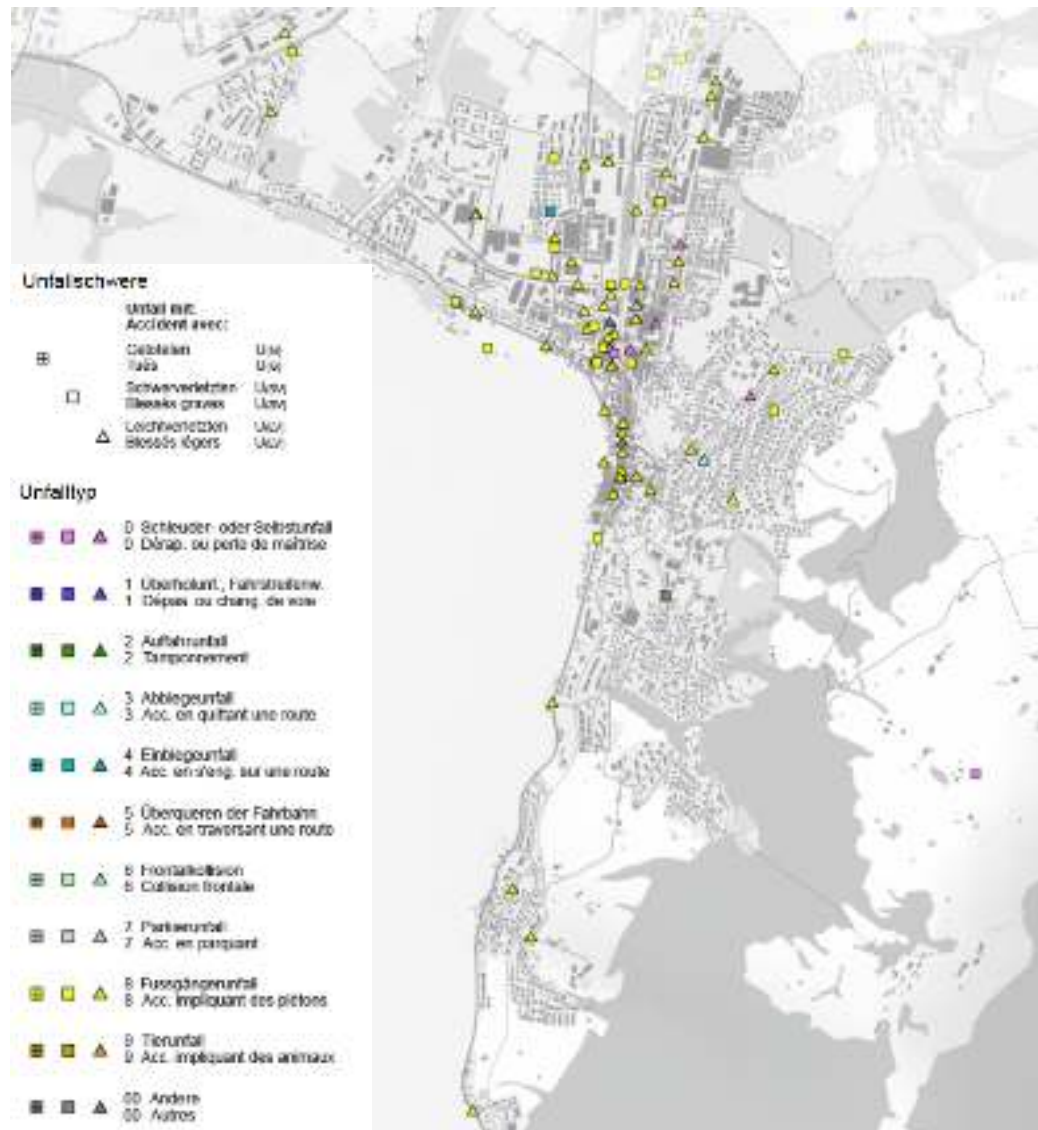 Unfallschwere
Unfall mit:
Accident avec:
Getöteten
Tués
Schwerverletzten
Blessés graves
Leichtverletzten
Blessés légers
Unfalltyp
0 Schleuder- oder Selbstunfall
0 Dérap. ou perte de maîtrise
1 Überholunf., Fahrstreifenw.
1 Dépas. ou chang. de voie
2 Auffahrunfall
2 Tamponnement
3 Abbiegeunfall
3 Acc. en quittant une route
4 Einbiegeunfall
4 Acc. en s'eng. sur une route
5 Überqueren der Fahrbahn
5 Acc. en traversant une route
6 Frontalkollision
6 Collision frontale
7 Parkierunfall
7 Acc. en parquant
8 Fussgängerunfall
8 Acc. impliquant des piétons
9 Tierunfall
9 Acc. impliquant des animaux
00 Andere
00 Autres